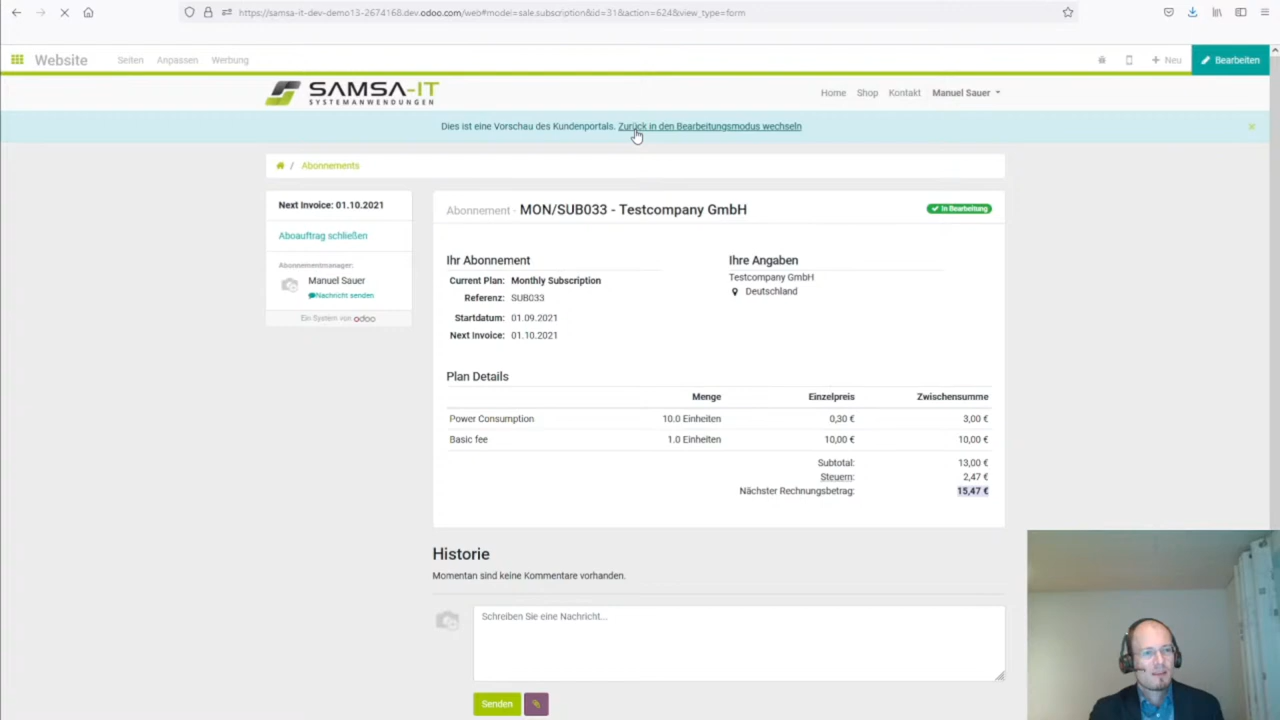 https://samsa-it-dev-demo13-2674168.dev.odoo.com/web#model=sale.subscription&id=31&action=624&view_type=form
Website Seiten Anpassen Werbung Neu Bearbeiten
SAMSA-IT
SYSTEMANWENDUNGEN
Home Shop Kontakt Manuel Sauer
Dies ist eine Vorschau des Kundenportals. Zurück in den Bearbeitungsmodus wechseln
/ Abonnements
Next Invoice: 01.10.2021
Aboauftrag schließen
Abonnementmanager:
Manuel Sauer
Nachricht senden
Ein System von odoo
Abonnement - MON/SUB033 - Testcompany GmbH
In Bearbeitung
Ihr Abonnement
Current Plan: Monthly Subscription
Referenz: SUB033
Startdatum: 01.09.2021
Next Invoice: 01.10.2021
Ihre Angaben
Testcompany GmbH
Deutschland
Plan Details
Menge Einzelpreis Zwischensumme
Power Consumption 10.0 Einheiten 0,30 € 3,00 €
Basic fee 1.0 Einheiten 10,00 € 10,00 €
Subtotal: 13,00 €
Steuern: 2,47 €
Nächster Rechnungsbetrag: 15,47 €
Historie
Momentan sind keine Kommentare vorhanden.
Schreiben Sie eine Nachricht...
Senden